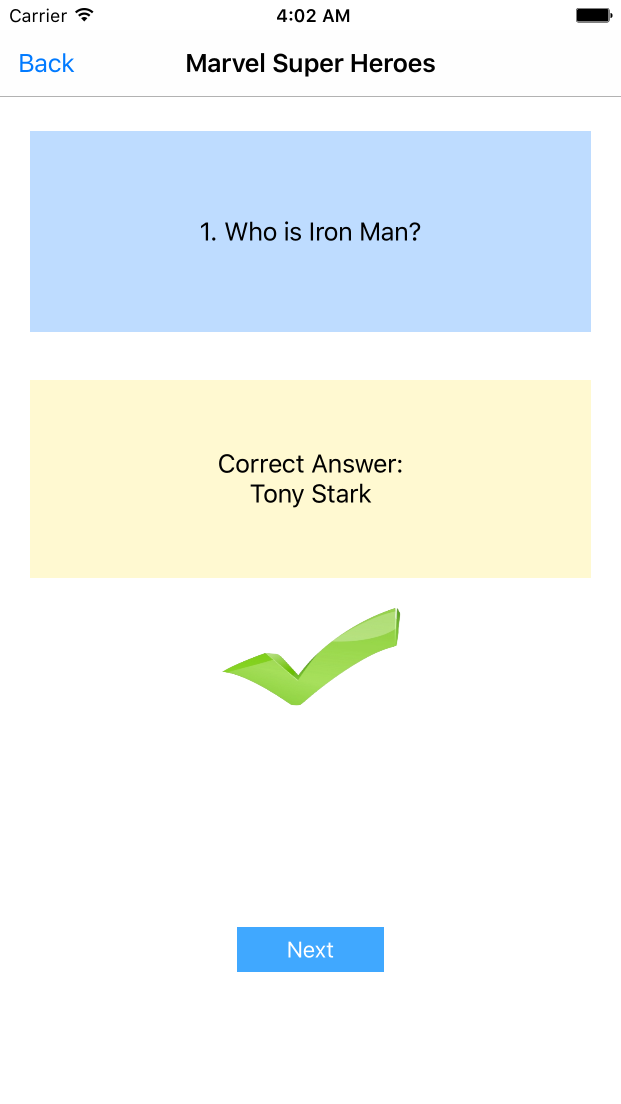 Carrier 4:02 AM
Back Marvel Super Heroes
1. Who is Iron Man?
Correct Answer:
Tony Stark
Next